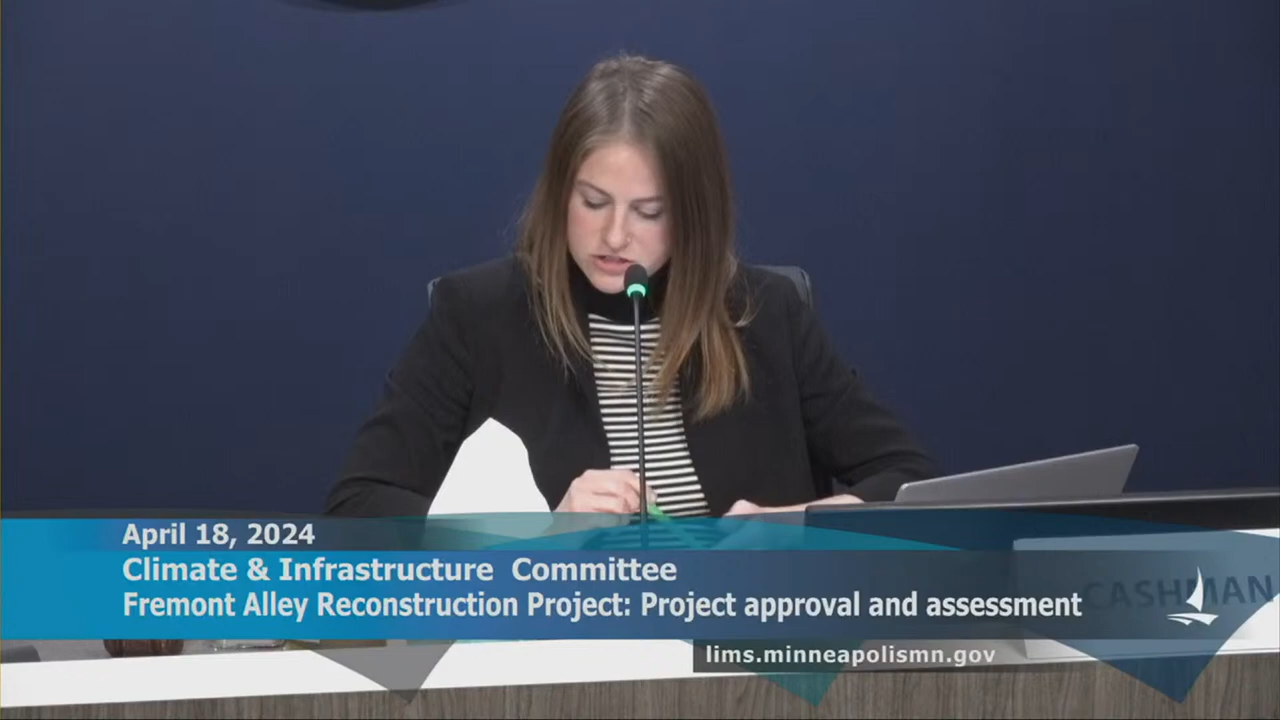 April 18, 2024
Climate & Infrastructure Committee
Fremont Alley Reconstruction Project: Project approval and assessment
CASHMAN
lims.minneapolismn.gov